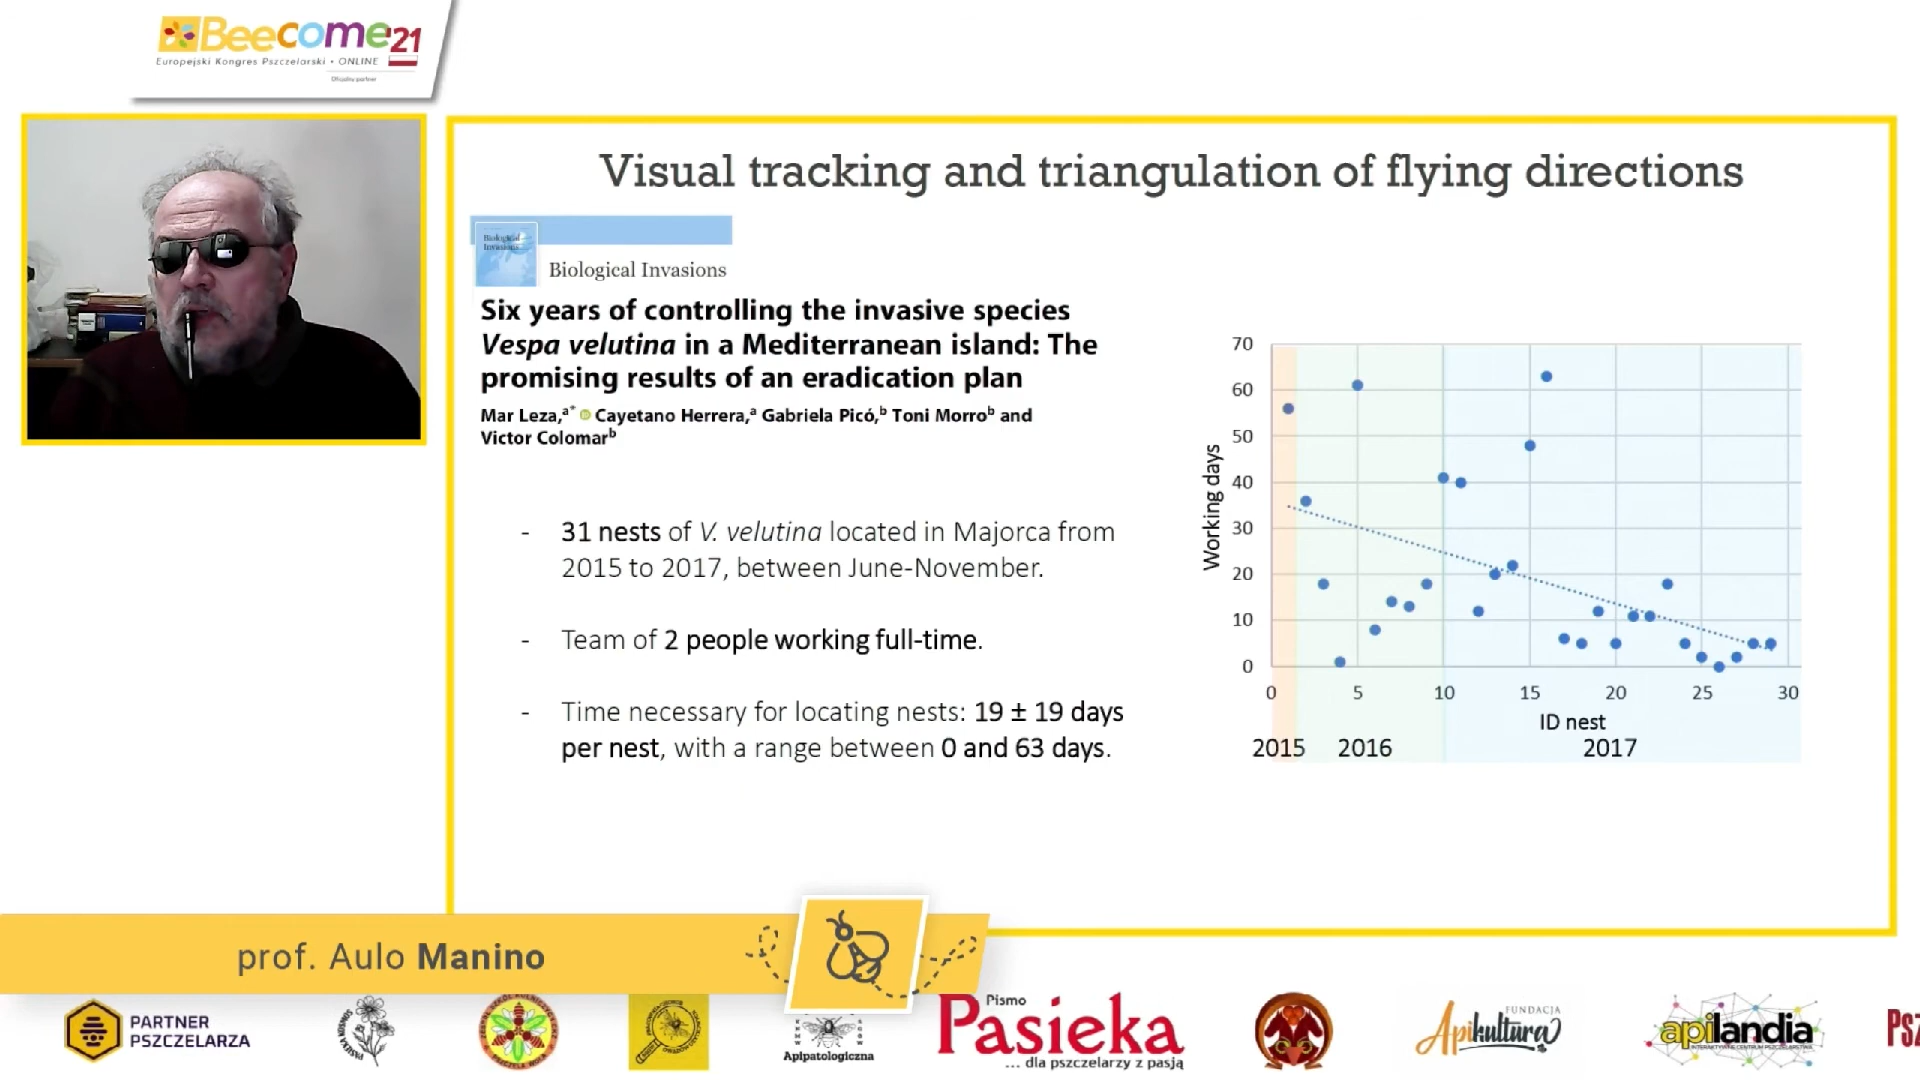 Beecome'21
Europejski Kongres Pszczelarski • ONLINE
Oficjalny partner
Visual tracking and triangulation of flying directions
Biological
Invasions
Biological Invasions
Six years of controlling the invasive species
Vespa velutina in a Mediterranean island: The
promising results of an eradication plan
Mar Leza,a* Cayetano Herrera,a Gabriela Picó,b Toni Morrob and
Victor Colomarb
- 31 nests of V. velutina located in Majorca from
2015 to 2017, between June-November.
- Team of 2 people working full-time.
- Time necessary for locating nests: 19 ± 19 days
per nest, with a range between 0 and 63 days.
Working days
70
60
50
40
30
20
10
0
0 5 10 15 20 25 30
ID nest
2015 2016 2017
prof. Aulo Manino
PARTNER
PSZCZELARZA
Apipatologiczna
Pismo
Pasieka
... dla pszczelarzy z pasją
FUNDACJA
Apikultura
apilandia